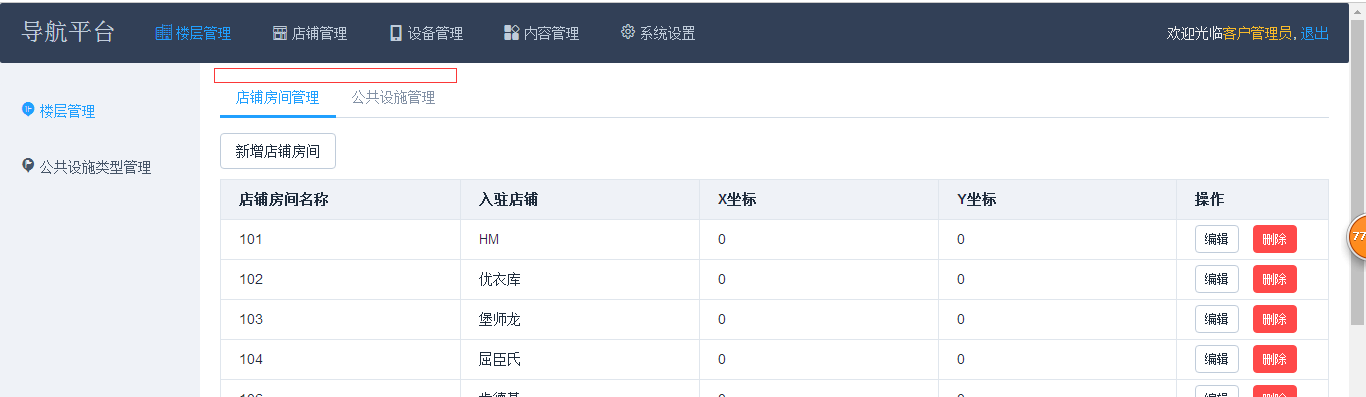 导航平台 楼层管理 店铺管理 设备管理 内容管理 系统设置 欢迎光临客户管理员, 退出
楼层管理
公共设施类型管理
店铺房间管理 公共设施管理
新增店铺房间
店铺房间名称 入驻店铺 X坐标 Y坐标 操作
101 HM 0 0 编辑 删除
102 优衣库 0 0 编辑 删除
103 堡师龙 0 0 编辑 删除
104 屈臣氏 0 0 编辑 删除
77